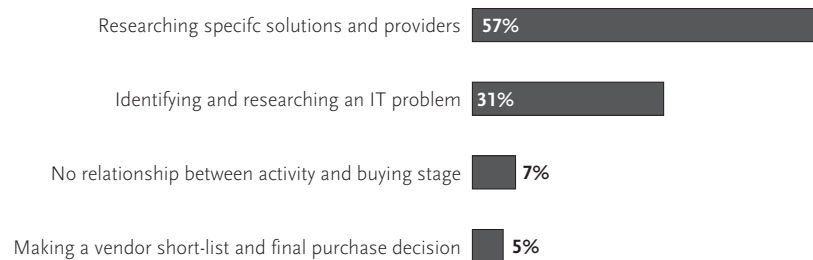 Researching specifc solutions and providers 57%
Identifying and researching an IT problem 31%
No relationship between activity and buying stage 7%
Making a vendor short-list and final purchase decision 5%